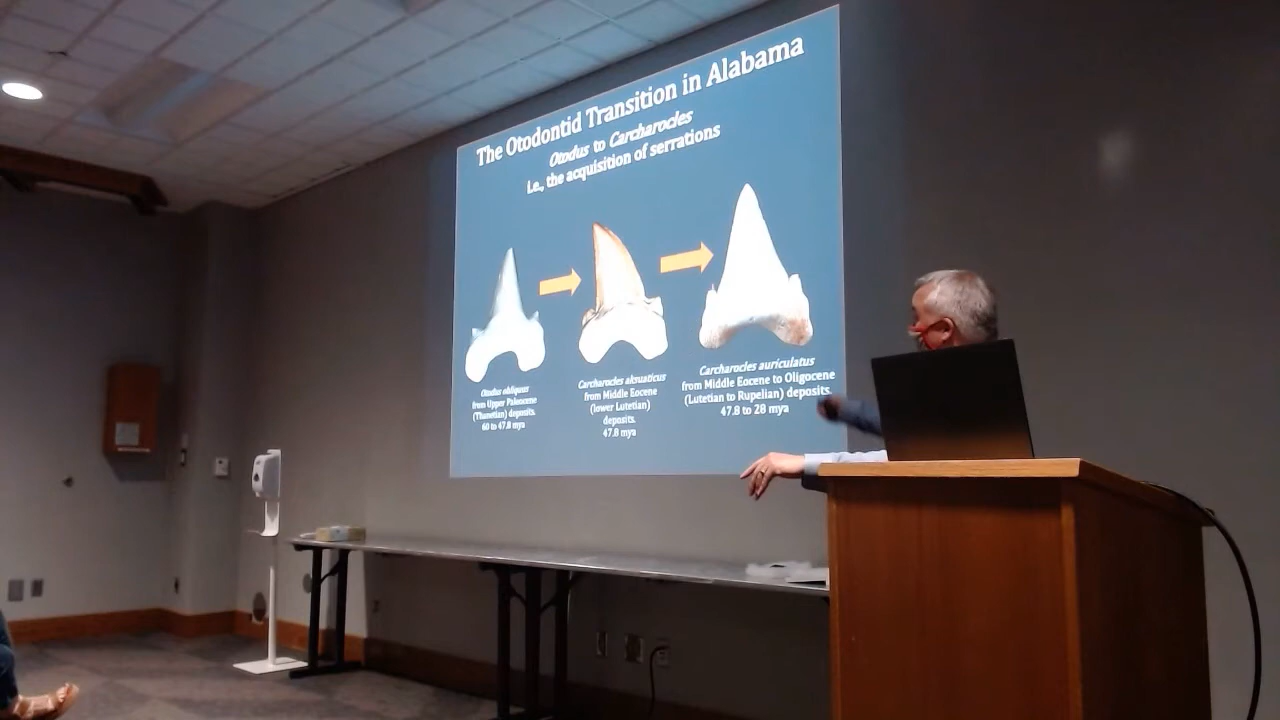 The Otodontid Transition in Alabama
Otodus to Carcharocles
i.e., the acquisition of serrations
Otodus obliquus
from Upper Paleocene
(Thanetian) deposits.
60 to 47.8 mya
Carcharocles aksuaticus
from Middle Eocene
(lower Lutetian)
deposits.
47.8 mya
Carcharocles auriculatus
from Middle Eocene to Oligocene
(Lutetian to Rupelian) deposits.
47.8 to 28 mya